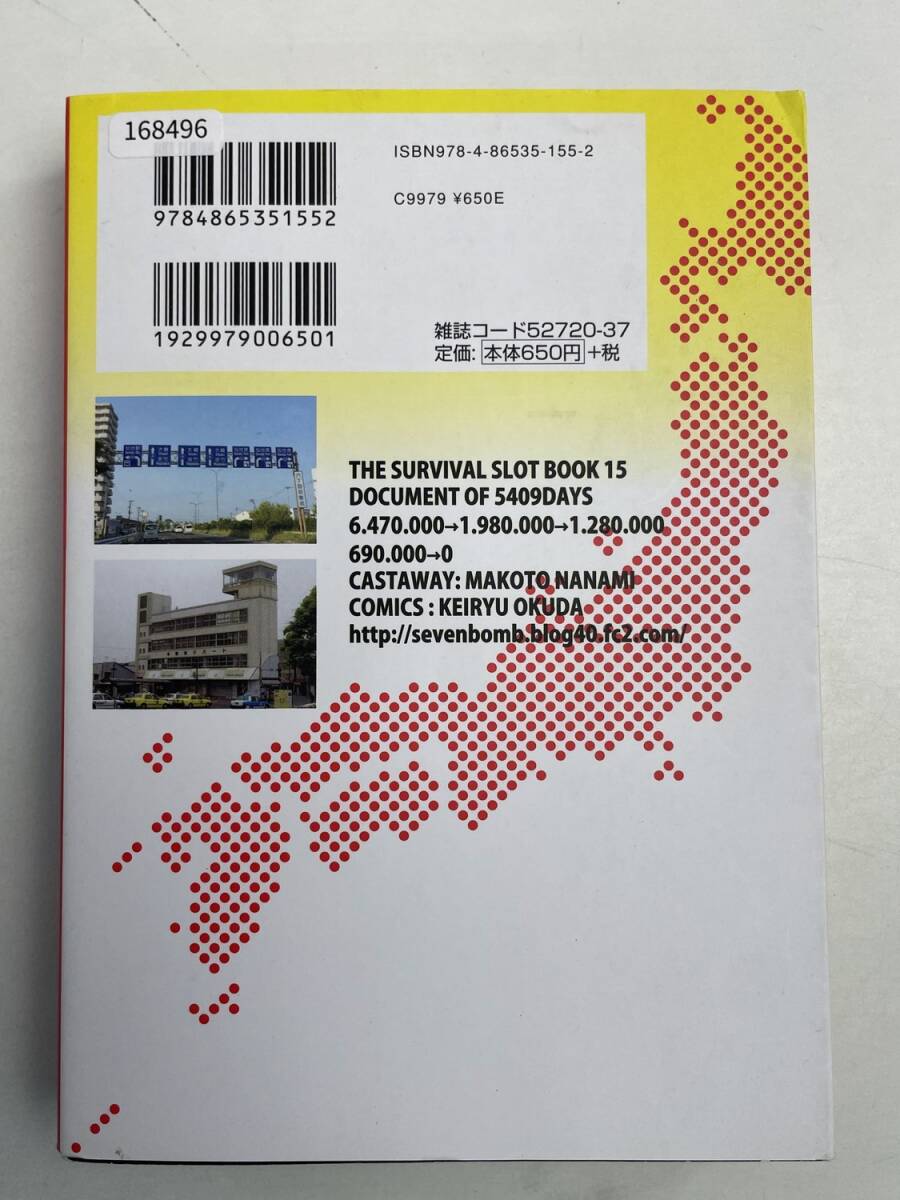 168496
ISBN978-4-86535-155-2
9784865351552
C9979 ¥650E
1929979006501
雑誌コード52720-37
定価: 本体650円 +税
THE SURVIVAL SLOT BOOK 15
DOCUMENT OF 5409DAYS
6.470.000→1.980.000→1.280.000
690.000→0
CASTAWAY: MAKOTO NANAMI
COMICS : KEIRYU OKUDA
http://sevenbomb.blog40.fc2.com/